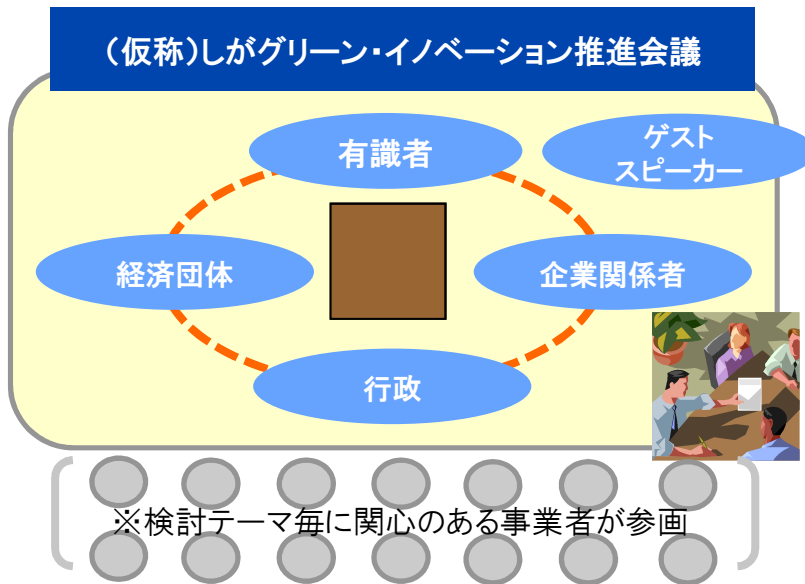 （仮称）しがグリーン・イノベーション推進会議
有識者
ゲスト
スピーカー
経済団体
企業関係者
行政
※検討テーマ毎に関心のある事業者が参画